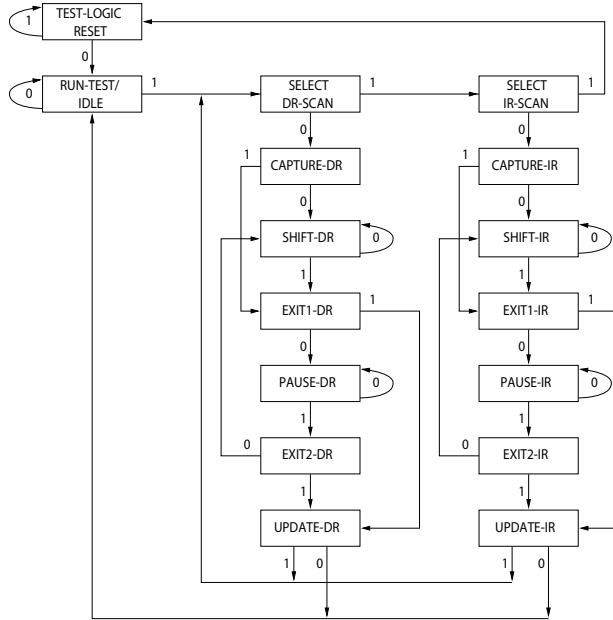 TEST-LOGIC
RESET
1
0
RUN-TEST/
IDLE
0
1
SELECT
DR-SCAN
1
SELECT
IR-SCAN
1
0
0
1
CAPTURE-DR
1
CAPTURE-IR
0
0
SHIFT-DR
0
SHIFT-IR
0
1
1
EXIT1-DR
1
EXIT1-IR
1
0
0
PAUSE-DR
0
PAUSE-IR
0
1
1
0
EXIT2-DR
0
EXIT2-IR
1
1
UPDATE-DR
UPDATE-IR
1
0
1
0